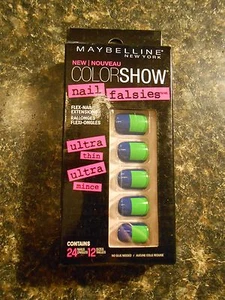 MAYBELLINE
NEW YORK
NEW | NOUVEAU
COLORSHOW
nail
falsies
FLEX-NAIL
EXTENSIONS
RALLONGES
FLEXI-ONGLES
ultra
thin
ultra
mince
CONTAINS
24 12